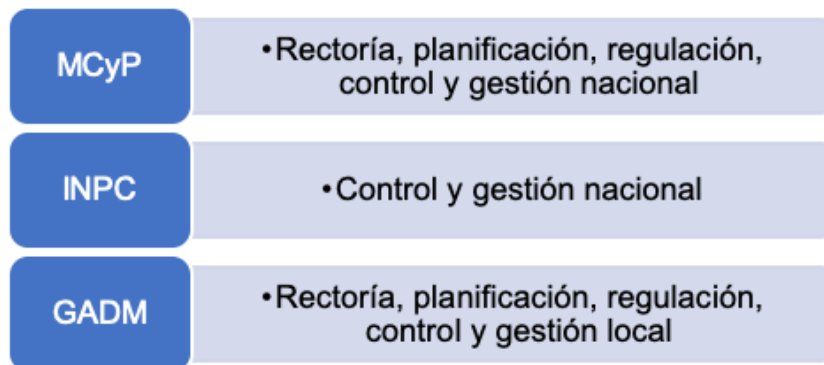 MCyP
•Rectoría, planificación, regulación,
control y gestión nacional
INPC
•Control y gestión nacional
GADM
•Rectoría, planificación, regulación,
control y gestión local